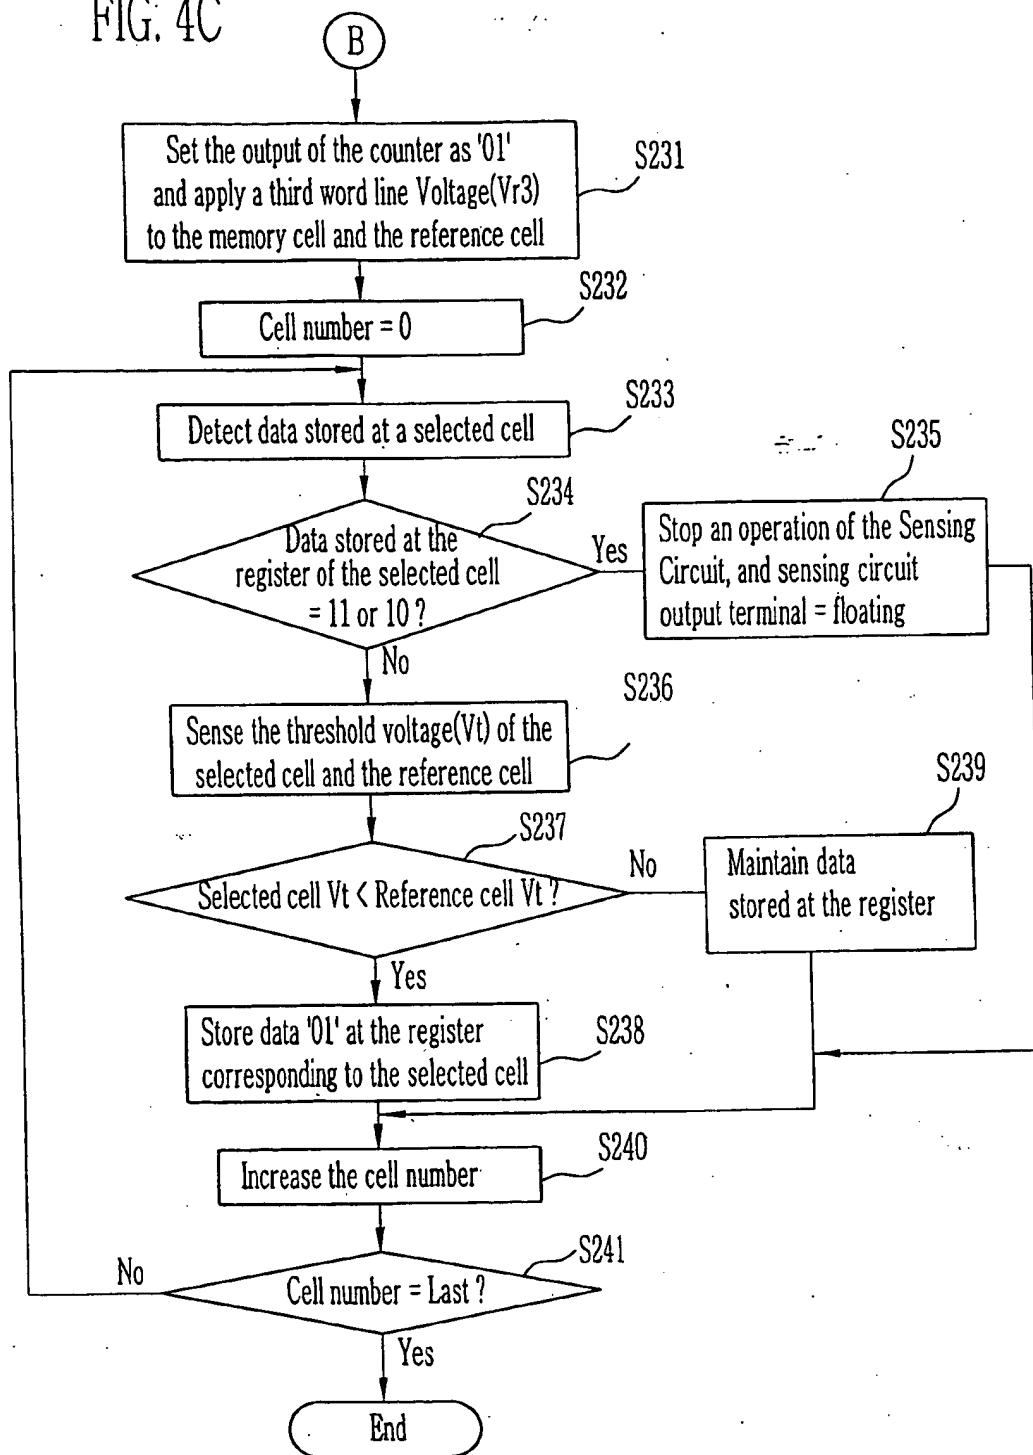 FIG. 4C
B
Set the output of the counter as '01'
and apply a third word line Voltage(Vr3)
to the memory cell and the reference cell
S231
Cell number = 0
S232
Detect data stored at a selected cell
S233
Data stored at the
register of the selected cell
= 11 or 10 ?
S234
Yes
Stop an operation of the Sensing
Circuit, and sensing circuit
output terminal = floating
S235
No
Sense the threshold voltage(Vt) of the
selected cell and the reference cell
S236
Selected cell Vt < Reference cell Vt ?
S237
No
Maintain data
stored at the register
S239
Yes
Store data '01' at the register
corresponding to the selected cell
S238
Increase the cell number
S240
Cell number = Last ?
S241
No
Yes
End